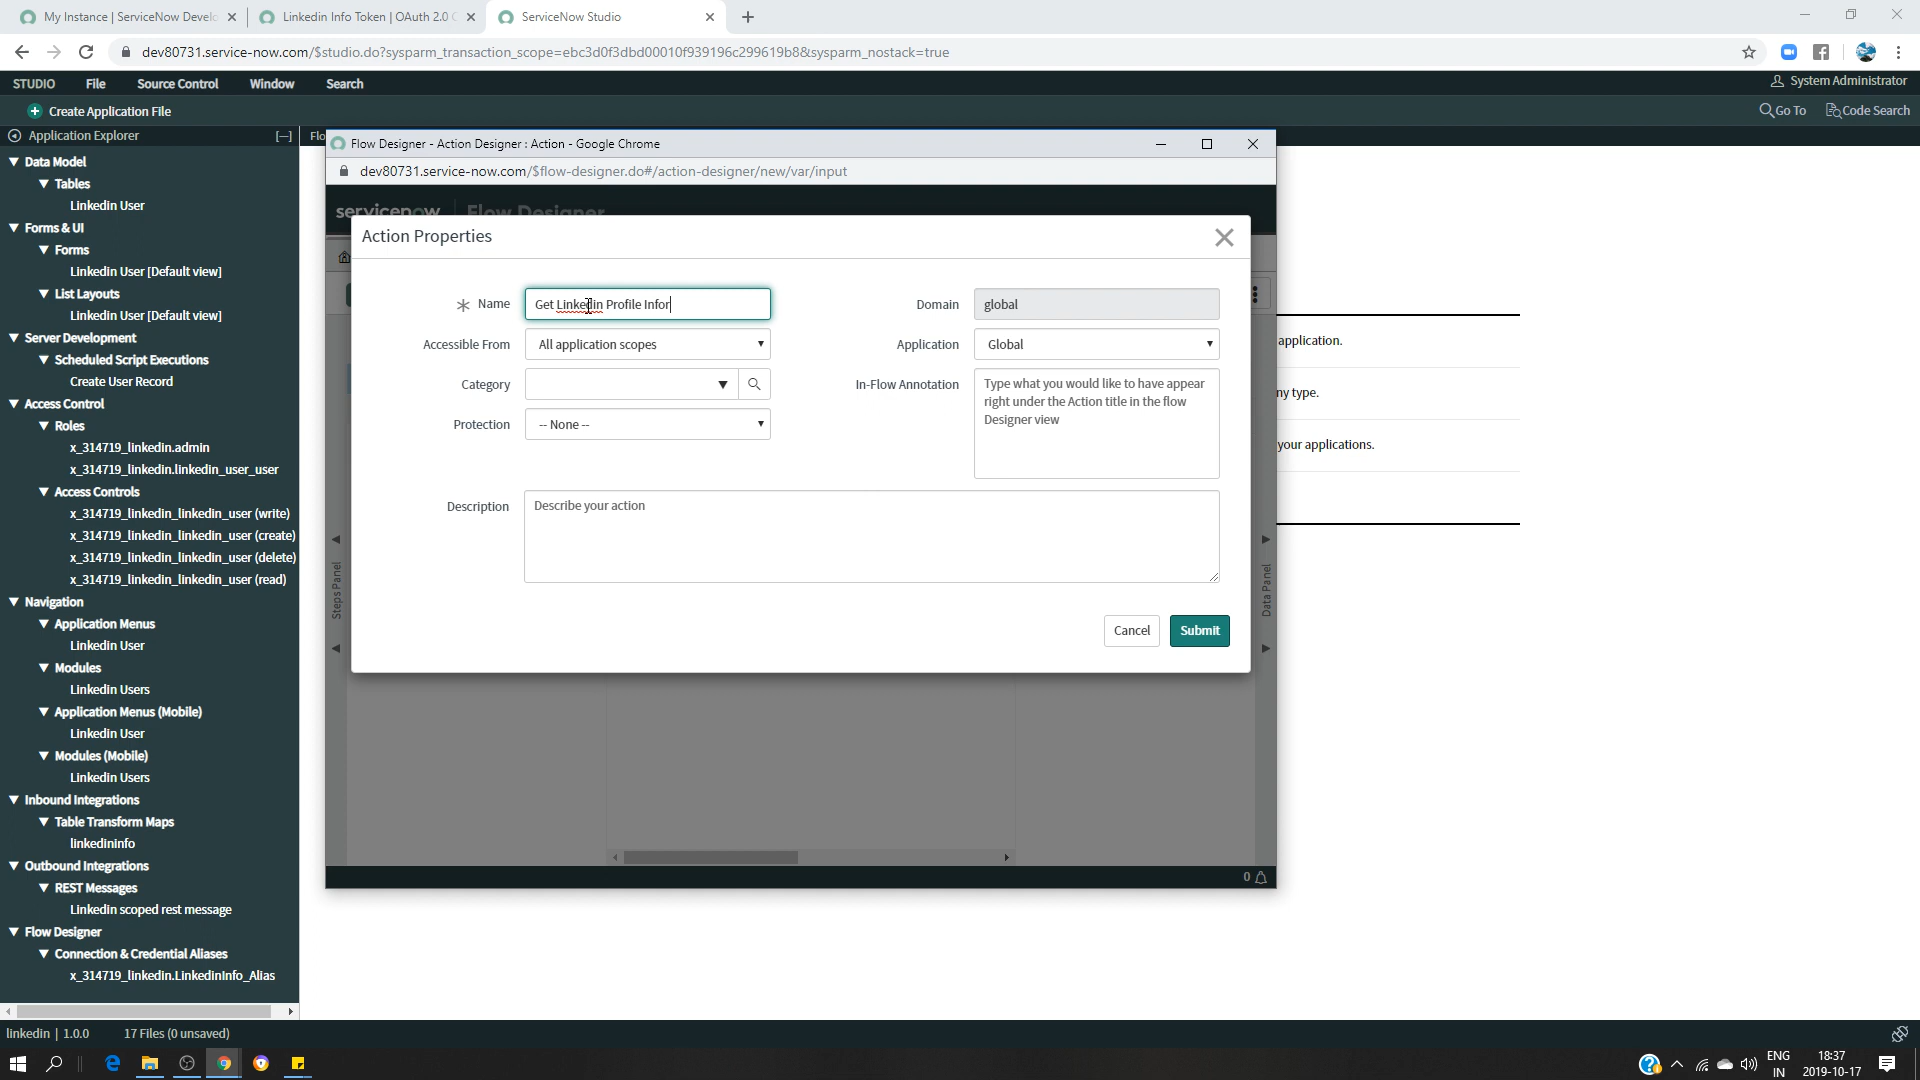 My Instance | ServiceNow Develo
Linkedin Info Token | OAuth 2.0 C
ServiceNow Studio
dev80731.service-now.com/$studio.do?sysparm_transaction_scope=ebc3d0f3dbd00010f939196c299619b8&sysparm_nostack=true
STUDIO File Source Control Window Search
System Administrator
Create Application File
Go To Code Search
Application Explorer [—]
Flo
Data Model
Tables
Linkedin User
Forms & UI
Forms
Linkedin User [Default view]
List Layouts
Linkedin User [Default view]
Server Development
Scheduled Script Executions
Create User Record
Access Control
Roles
x_314719_linkedin.admin
x_314719_linkedin.linkedin_user_user
Access Controls
x_314719_linkedin_linkedin_user (write)
x_314719_linkedin_linkedin_user (create)
x_314719_linkedin_linkedin_user (delete)
x_314719_linkedin_linkedin_user (read)
Navigation
Application Menus
Linkedin User
Modules
Linkedin Users
Application Menus (Mobile)
Linkedin User
Modules (Mobile)
Linkedin Users
Inbound Integrations
Table Transform Maps
linkedininfo
Outbound Integrations
REST Messages
Linkedin scoped rest message
Flow Designer
Connection & Credential Aliases
x_314719_linkedin.LinkedinInfo_Alias
Flow Designer - Action Designer : Action - Google Chrome
dev80731.service-now.com/$flow-designer.do#/action-designer/new/var/input
servicenow Flow Designer
Action Properties
Name Get Linkedin Profile Infor
Domain global
Accessible From All application scopes
Application Global
Category
In-Flow Annotation Type what you would like to have appear
right under the Action title in the flow
Designer view
Protection -- None --
Description Describe your action
Cancel Submit
Steps Panel
Data Panel
0
application.
ny type.
your applications.
linkedin | 1.0.0 17 Files (0 unsaved)
ENG
IN
18:37
2019-10-17